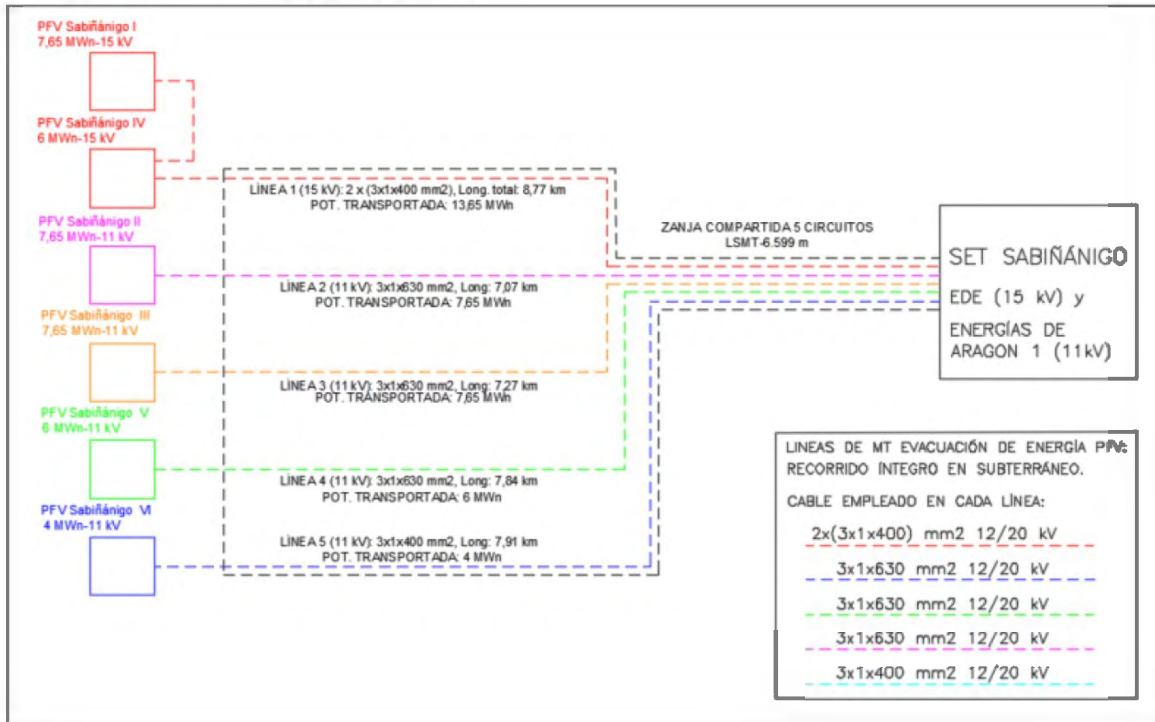 PFV Sabiñánigo I
7,65 MWn-15 kV
PFV Sabiñánigo IV
6 MWn-15 kV
LÍNEA 1 (15 kV): 2 x (3x1x400 mm2), Long. total: 8,77 km
POT. TRANSPORTADA: 13,65 MWn
PFV Sabiñánigo II
7,65 MWn-11 kV
LÍNEA 2 (11 kV): 3x1x630 mm2, Long: 7,07 km
POT. TRANSPORTADA: 7,65 MWn
PFV Sabiñánigo III
7,65 MWn-11 kV
LÍNEA 3 (11 kV): 3x1x630 mm2, Long: 7,27 km
POT. TRANSPORTADA: 7,65 MWn
PFV Sabiñánigo V
6 MWn-11 kV
LÍNEA 4 (11 kV): 3x1x630 mm2, Long: 7,84 km
POT. TRANSPORTADA: 6 MWn
PFV Sabiñánigo VI
4 MWn-11 kV
LÍNEA 5 (11 kV): 3x1x400 mm2, Long: 7,91 km
POT. TRANSPORTADA: 4 MWn
ZANJA COMPARTIDA 5 CIRCUITOS
LSMT-6.599 m
SET SABIÑÁNIGO
EDE (15 kV) y
ENERGÍAS DE
ARAGON 1 (11kV)
LINEAS DE MT EVACUACIÓN DE ENERGÍA PFV:
RECORRIDO ÍNTEGRO EN SUBTERRÁNEO.
CABLE EMPLEADO EN CADA LÍNEA:
2x(3x1x400) mm2 12/20 kV
3x1x630 mm2 12/20 kV
3x1x630 mm2 12/20 kV
3x1x630 mm2 12/20 kV
3x1x400 mm2 12/20 kV